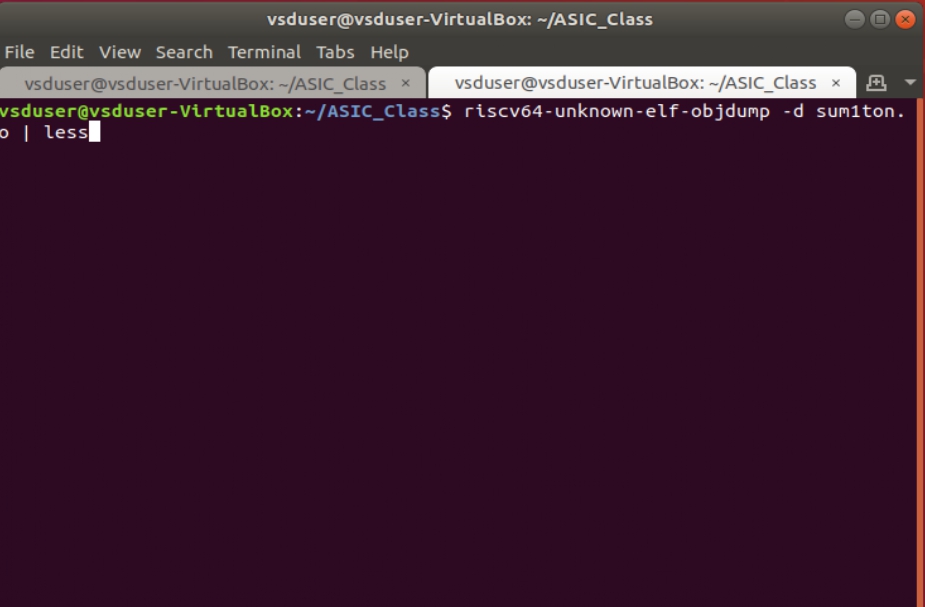 vsduser@vsduser-VirtualBox: ~/ASIC_Class
File Edit View Search Terminal Tabs Help
vsduser@vsduser-VirtualBox: ~/ASIC_Class × vsduser@vsduser-VirtualBox: ~/ASIC_Class ×
vsduser@vsduser-VirtualBox:~/ASIC_Class$ riscv64-unknown-elf-objdump -d sum1ton.
o | less